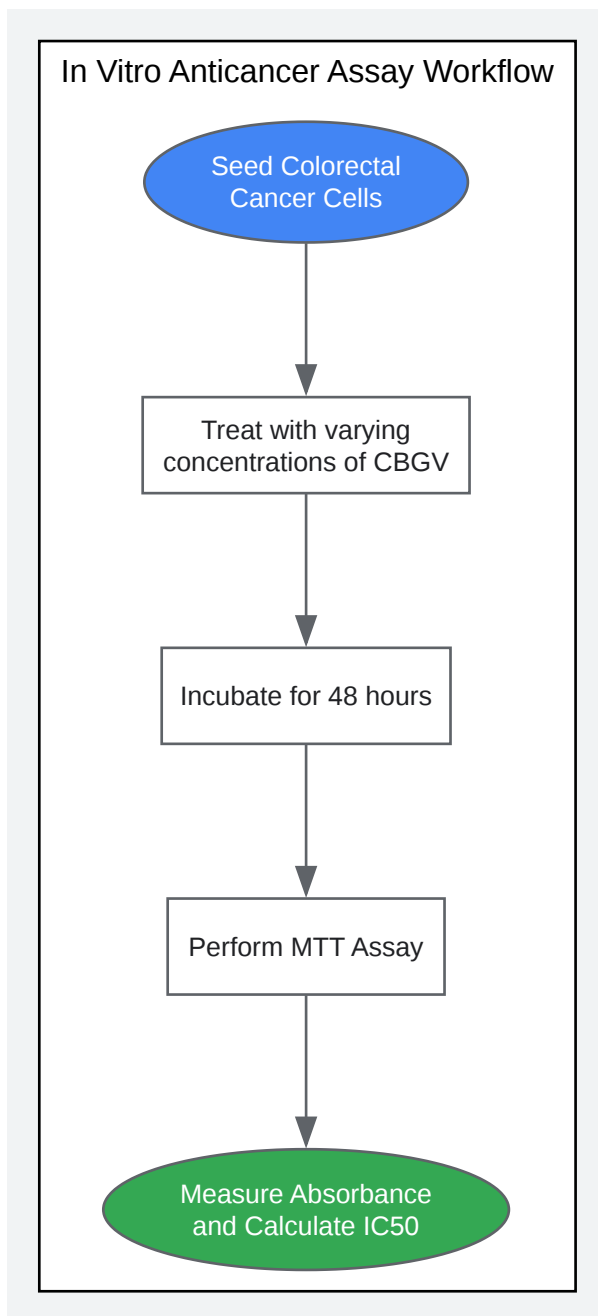 In Vitro Anticancer Assay Workflow
Seed Colorectal
Cancer Cells
Treat with varying
concentrations of CBGV
Incubate for 48 hours
Perform MTT Assay
Measure Absorbance
and Calculate IC50